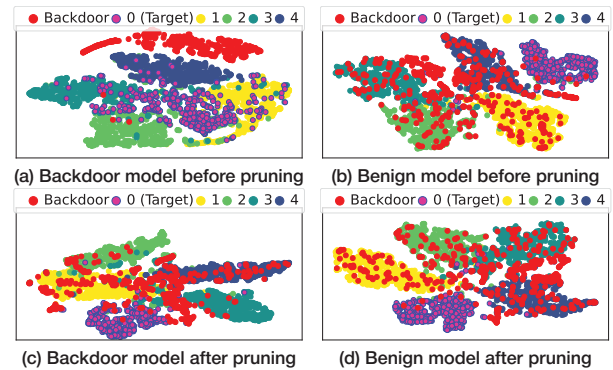 Backdoor 0 (Target) 1 2 3 4
Backdoor 0 (Target) 1 2 3 4
(a) Backdoor model before pruning
(b) Benign model before pruning
Backdoor 0 (Target) 1 2 3 4
Backdoor 0 (Target) 1 2 3 4
(c) Backdoor model after pruning
(d) Benign model after pruning